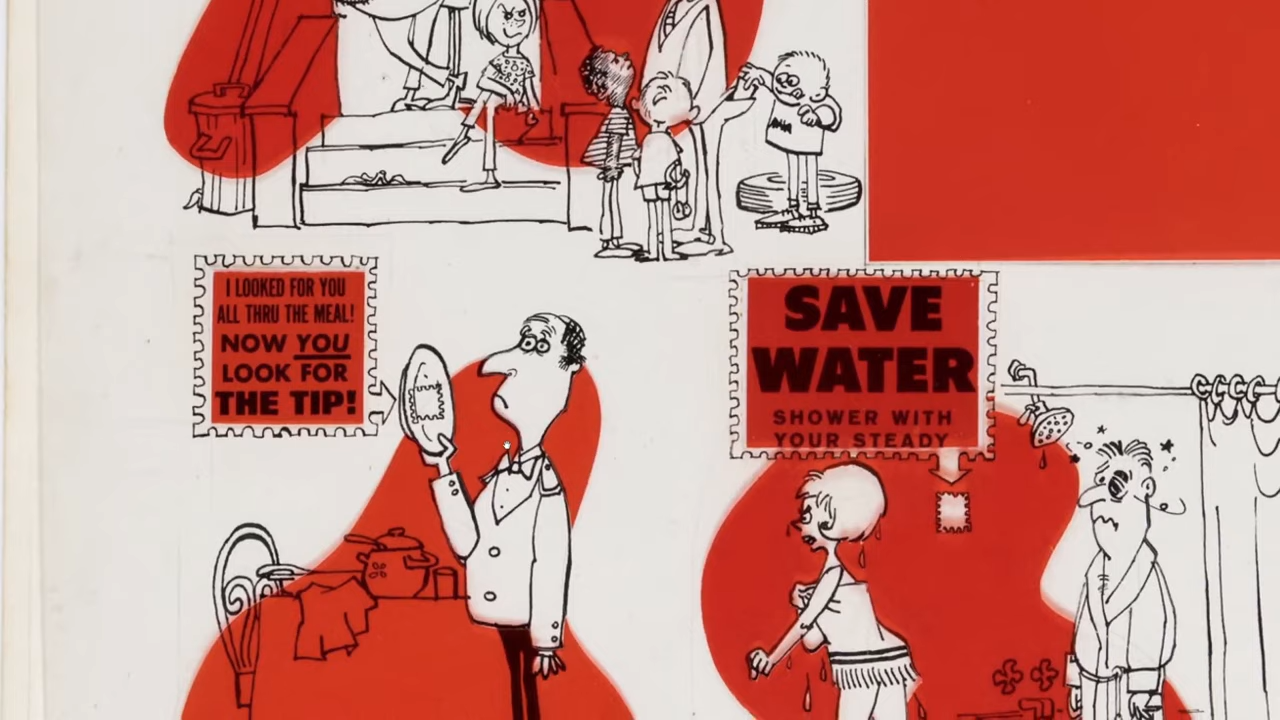 I LOOKED FOR YOU
ALL THRU THE MEAL!
NOW YOU
LOOK FOR
THE TIP!
SAVE
WATER
SHOWER WITH
YOUR STEADY